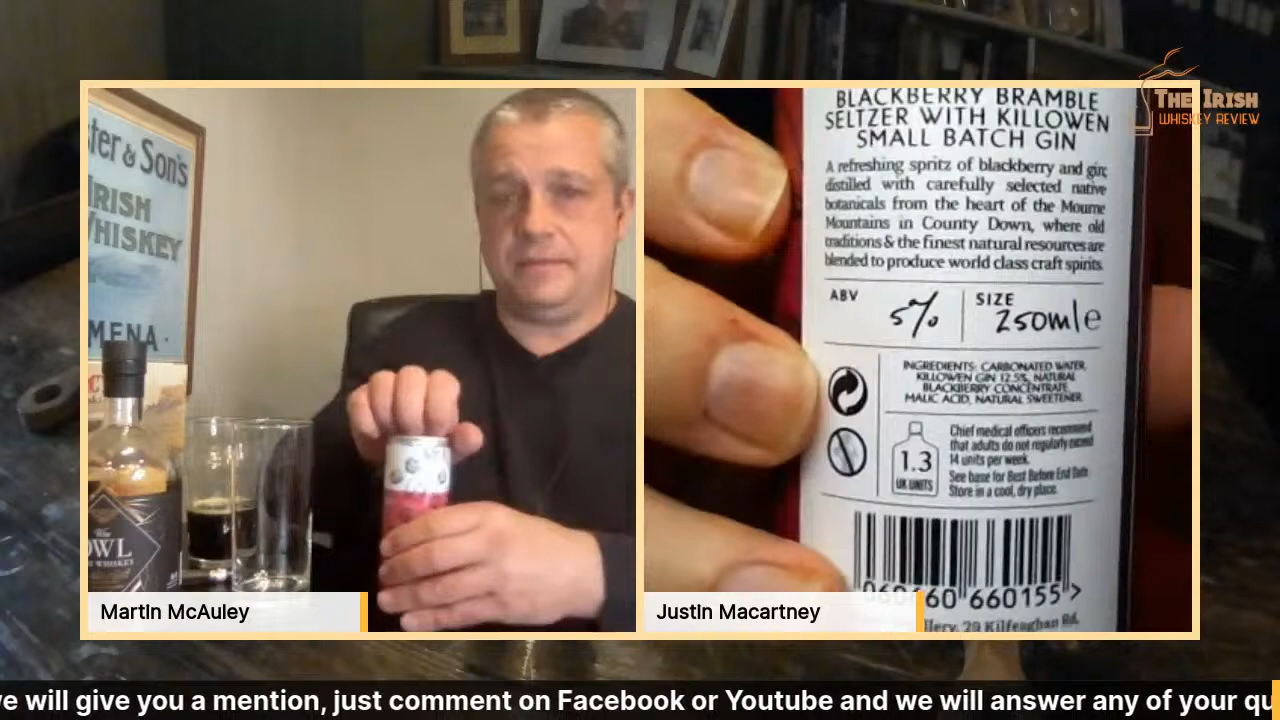 ter & Son's
IRISH
WHISKEY
MENA.
OWL
WHISKEY
Martin McAuley
BLACKBERRY BRAMBLE
SELTZER WITH KILLOWEN
SMALL BATCH GIN
A refreshing spritz of blackberry and gin;
distilled with carefully selected native
botanicals from the heart of the Mourne
Mountains in County Down, where old
traditions & the finest natural resources are
blended to produce world class craft spirits.
ABV
5%
SIZE
250ml e
INGREDIENTS: CARBONATED WATER,
KILLOWEN GIN 12.5%, NATURAL
BLACKBERRY CONCENTRATE,
MALIC ACID, NATURAL SWEETENER.
1.3
UK UNITS
Chief medical officers recommend
that adults do not regularly exceed
14 units per week.
See base for Best Before End Date
Store in a cool, dry place.
060 60 660155 >
llery, 29 Kilfeaghan Rd,
Justin Macartney
THE IRISH
WHISKEY REVIEW
we will give you a mention, just comment on Facebook or Youtube and we will answer any of your qu